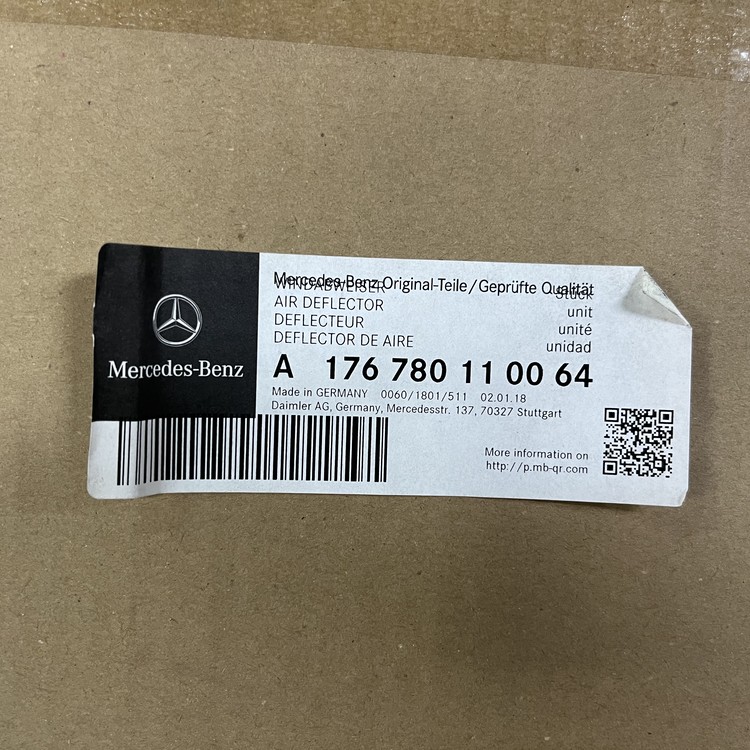 Mercedes-Benz Original-Teile/Geprüfte Qualität
WINDABWEISER Stück
AIR DEFLECTOR unit
DEFLECTEUR unité
DEFLECTOR DE AIRE unidad
Mercedes-Benz
A 176 780 11 00 64
Made in GERMANY 0060/1801/511 02.01.18
Daimler AG, Germany, Mercedesstr. 137, 70327 Stuttgart
More information on
http://p.mb-qr.com